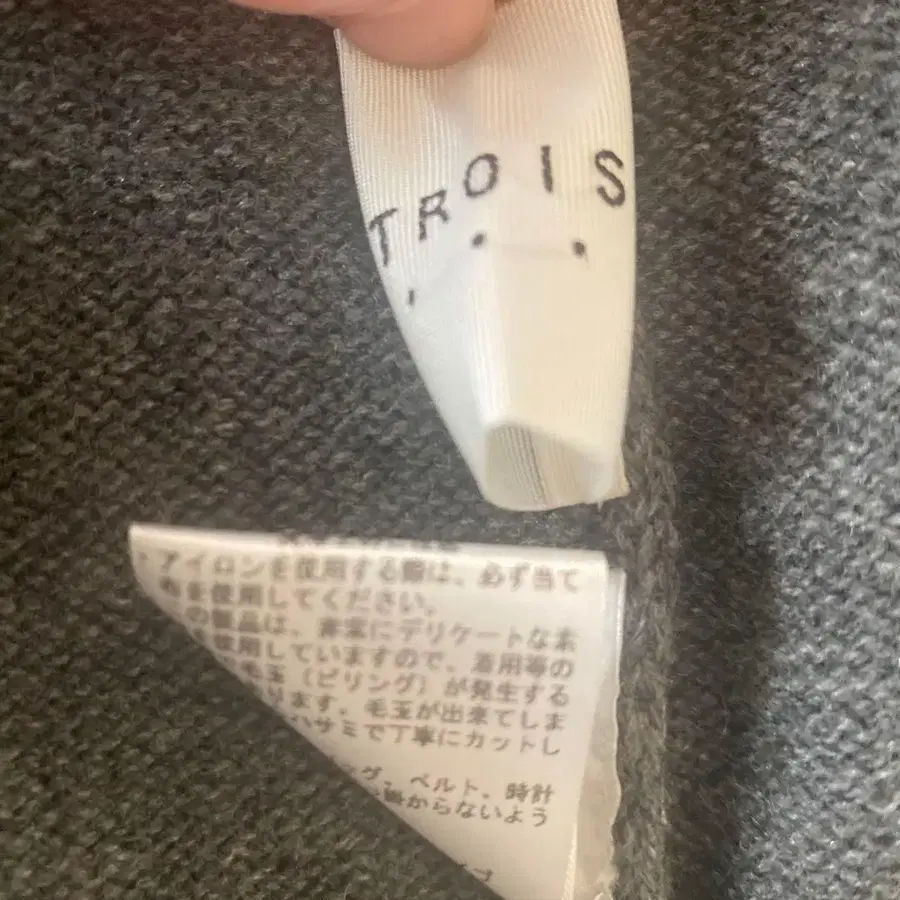 TROIS
・アイロンを使用する際は、必ず当て
布を使用してください。
の製品は、非常にデリケートな素
を使用していますので、着用等の
毛玉（ピリング）が発生する
ります。毛玉が出来てしま
ハサミで丁寧にカットし
グ、ベルト、時計
掛からないよう